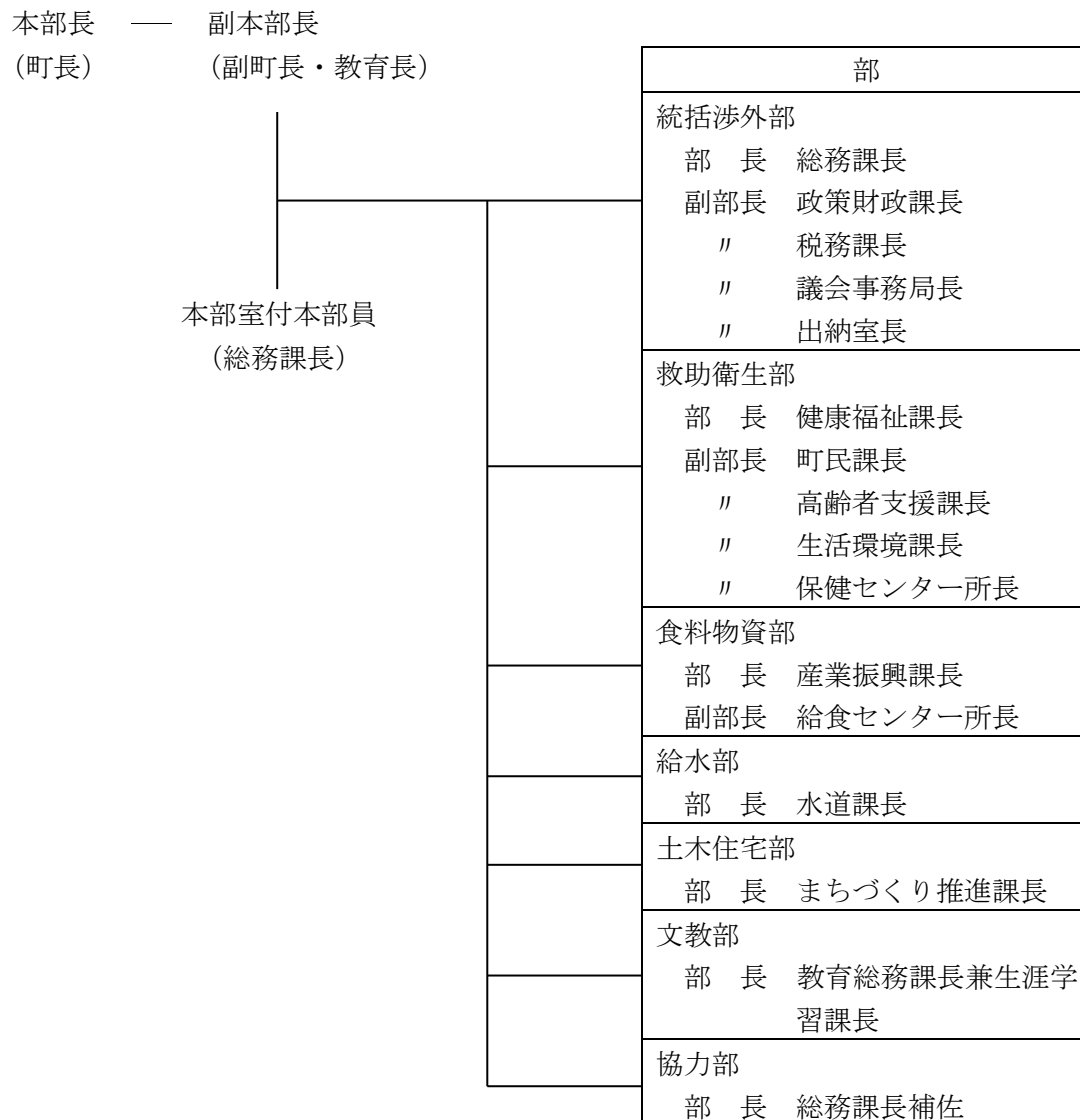 本部長 ── 副本部長
(町長) (副町長・教育長)
本部室付本部員
(総務課長)
部
統括渉外部
部 長 総務課長
副部長 政策財政課長
〃 税務課長
〃 議会事務局長
〃 出納室長
救助衛生部
部 長 健康福祉課長
副部長 町民課長
〃 高齢者支援課長
〃 生活環境課長
〃 保健センター所長
食料物資部
部 長 産業振興課長
副部長 給食センター所長
給水部
部 長 水道課長
土木住宅部
部 長 まちづくり推進課長
文教部
部 長 教育総務課長兼生涯学
習課長
協力部
部 長 総務課長補佐